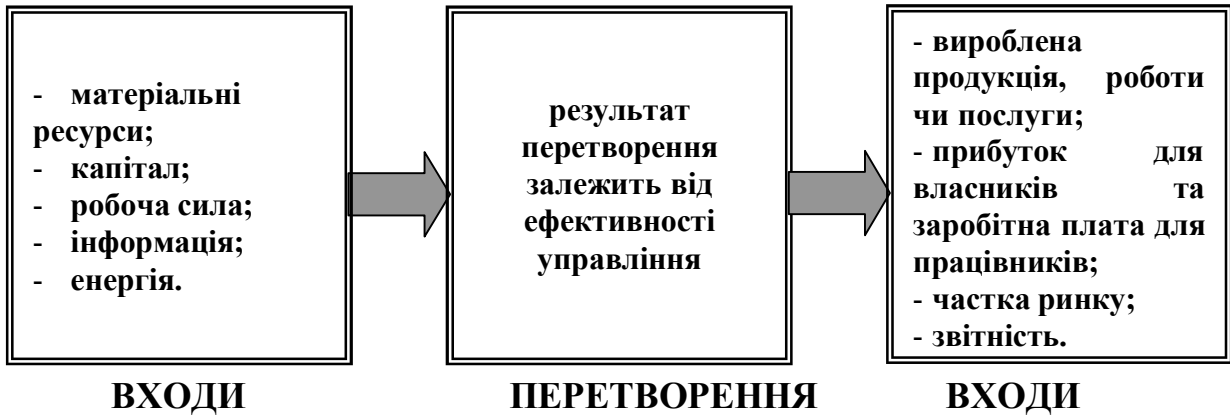 - матеріальні
ресурси;
- капітал;
- робоча сила;
- інформація;
- енергія.
результат
перетворення
залежить від
ефективності
управління
- вироблена
продукція, роботи
чи послуги;
- прибуток для
власників та
заробітна плата для
працівників;
- частка ринку;
- звітність.
ВХОДИ ПЕРЕТВОРЕННЯ ВХОДИ